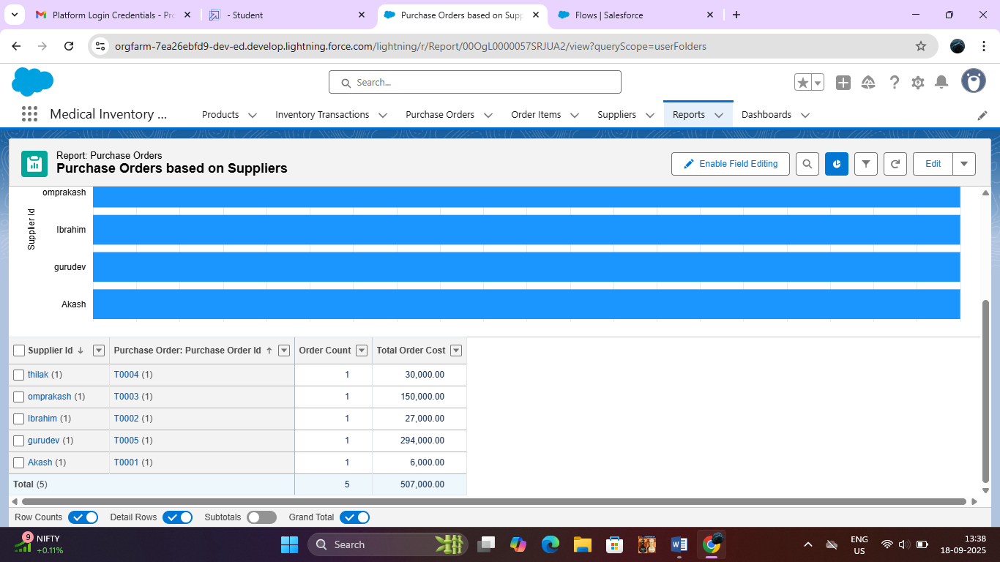 Platform Login Credentials - Pro
- Student
Purchase Orders based on Supp
Flows | Salesforce
orgfarm-7ea26ebfd9-dev-ed.develop.lightning.force.com/lightning/r/Report/00OgL0000057SRJUA2/view?queryScope=userFolders
Search...
Medical Inventory ...
Products
Inventory Transactions
Purchase Orders
Order Items
Suppliers
Reports
Dashboards
Report: Purchase Orders
Purchase Orders based on Suppliers
Enable Field Editing
Edit
Supplier Id
omprakash
Ibrahim
gurudev
Akash
Supplier Id ↓ Purchase Order: Purchase Order Id ↑ Order Count Total Order Cost
thilak (1) T0004 (1) 1 30,000.00
omprakash (1) T0003 (1) 1 150,000.00
Ibrahim (1) T0002 (1) 1 27,000.00
gurudev (1) T0005 (1) 1 294,000.00
Akash (1) T0001 (1) 1 6,000.00
Total (5) 5 507,000.00
Row Counts Detail Rows Subtotals Grand Total
9
NIFTY
+0.11%
Search
ENG
US
13:38
18-09-2025